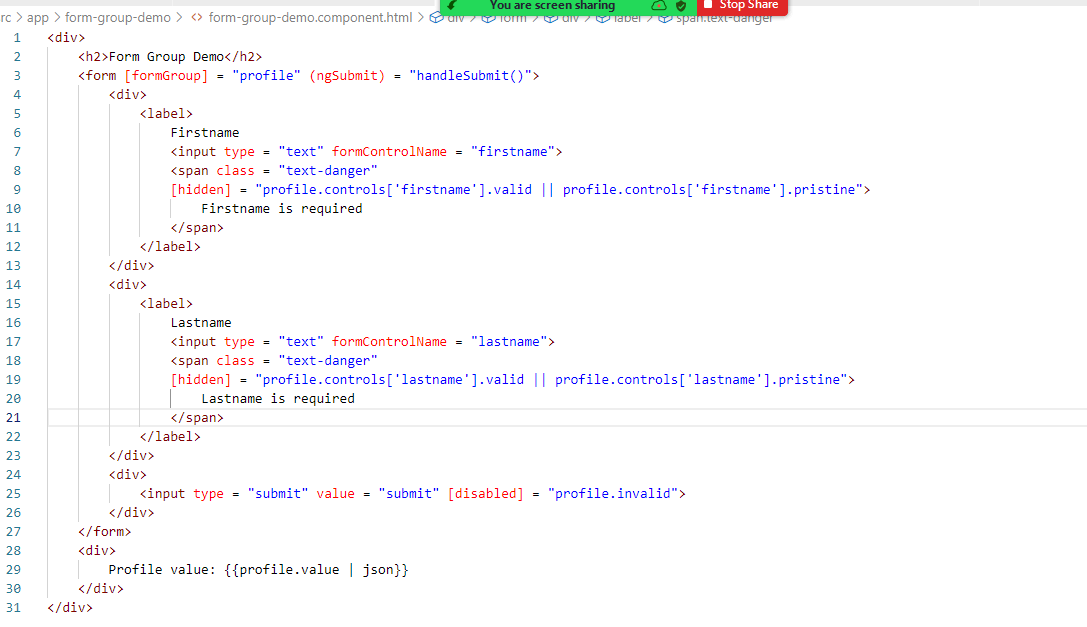 You are screen sharing
Stop Share
rc > app > form-group-demo > <> form-group-demo.component.html > div > form > div > label > span.text-danger
1 <div>
2 <h2>Form Group Demo</h2>
3 <form [formGroup] = "profile" (ngSubmit) = "handleSubmit()">
4 <div>
5 <label>
6 Firstname
7 <input type = "text" formControlName = "firstname">
8 <span class = "text-danger"
9 [hidden] = "profile.controls['firstname'].valid || profile.controls['firstname'].pristine">
10 Firstname is required
11 </span>
12 </label>
13 </div>
14 <div>
15 <label>
16 Lastname
17 <input type = "text" formControlName = "lastname">
18 <span class = "text-danger"
19 [hidden] = "profile.controls['lastname'].valid || profile.controls['lastname'].pristine">
20 Lastname is required
21 </span>
22 </label>
23 </div>
24 <div>
25 <input type = "submit" value = "submit" [disabled] = "profile.invalid">
26 </div>
27 </form>
28 <div>
29 Profile value: {{profile.value | json}}
30 </div>
31 </div>